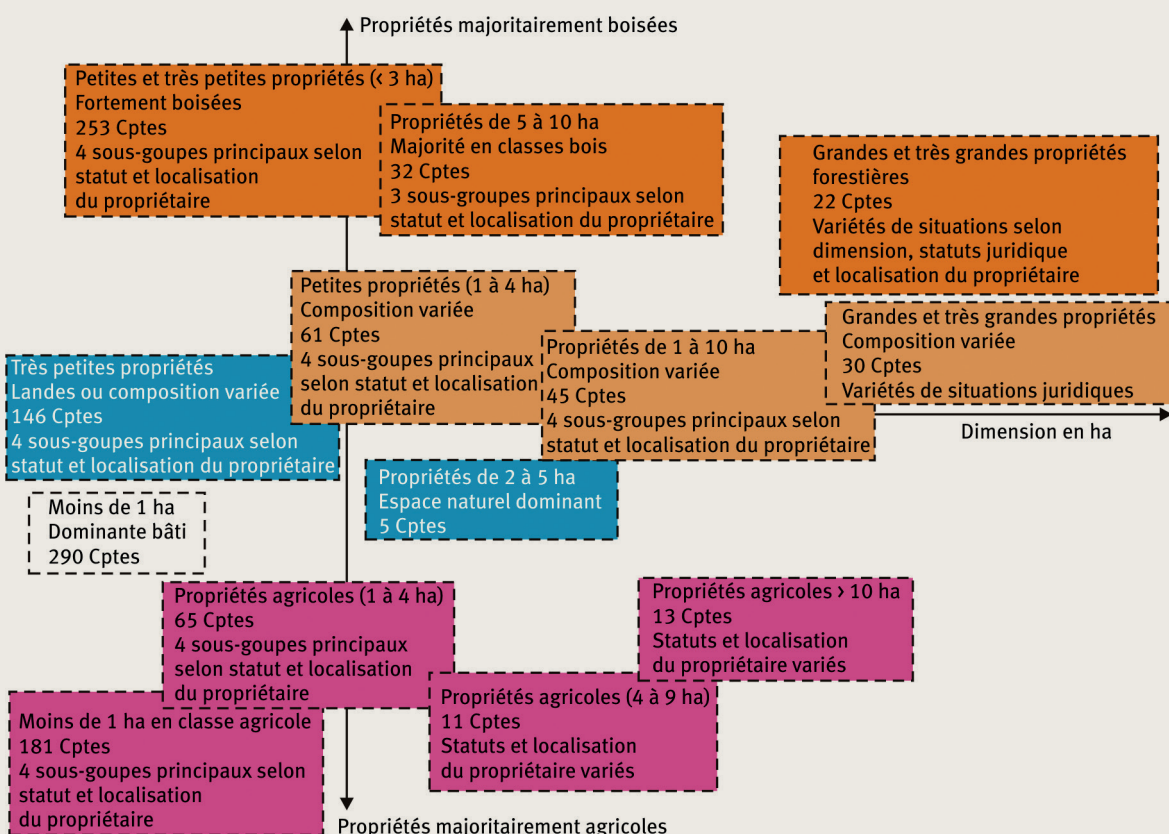 Propriétés majoritairement boisées
Petites et très petites propriétés (< 3 ha)
Fortement boisées
253 Cptes
4 sous-goupes principaux selon
statut et localisation
du propriétaire
Propriétés de 5 à 10 ha
Majorité en classes bois
32 Cptes
3 sous-groupes principaux selon
statut et localisation du propriétaire
Grandes et très grandes propriétés
forestières
22 Cptes
Variétés de situations selon
dimension, statuts juridique
et localisation du propriétaire
Petites propriétés (1 à 4 ha)
Composition variée
61 Cptes
4 sous-goupes principaux
selon statut et localisation
du propriétaire
Propriétés de 1 à 10 ha
Composition variée
45 Cptes
4 sous-groupes principaux selon
statut et localisation du propriétaire
Grandes et très grandes propriétés
Composition variée
30 Cptes
Variétés de situations juridiques
Dimension en ha
Très petites propriétés
Landes ou composition variée
146 Cptes
4 sous-goupes principaux selon
statut et localisation du propriétaire
Propriétés de 2 à 5 ha
Espace naturel dominant
5 Cptes
Moins de 1 ha
Dominante bâti
290 Cptes
Propriétés agricoles (1 à 4 ha)
65 Cptes
4 sous-goupes principaux
selon statut et localisation
du propriétaire
Propriétés agricoles > 10 ha
13 Cptes
Statuts et localisation
du propriétaire variés
Propriétés agricoles (4 à 9 ha)
11 Cptes
Statuts et localisation
du propriétaire variés
Moins de 1 ha en classe agricole
181 Cptes
4 sous-goupes principaux selon
statut et localisation
du propriétaire
Propriétés majoritairement agricoles